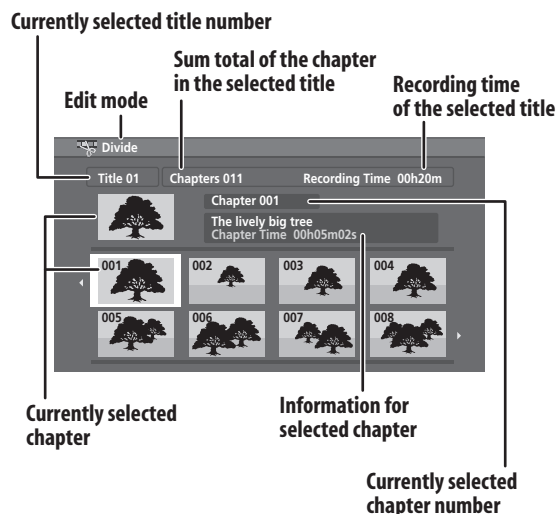 Currently selected title number
Sum total of the chapter
in the selected title
Edit mode
Recording time
of the selected title
Divide
Title 01
Chapters 011
Recording Time 00h20m
Chapter 001
The lively big tree
Chapter Time 00h05m02s
001
002
003
004
005
006
007
008
Currently selected
chapter
Information for
selected chapter
Currently selected
chapter number